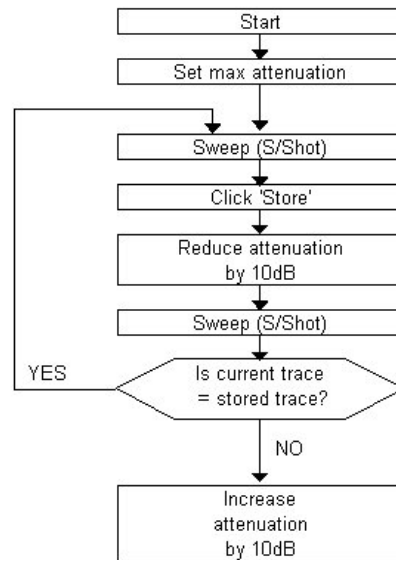 Start
Set max attenuation
Sweep (S/Shot)
Click 'Store'
Reduce attenuation
by 10dB
Sweep (S/Shot)
YES
Is current trace
= stored trace?
NO
Increase
attenuation
by 10dB